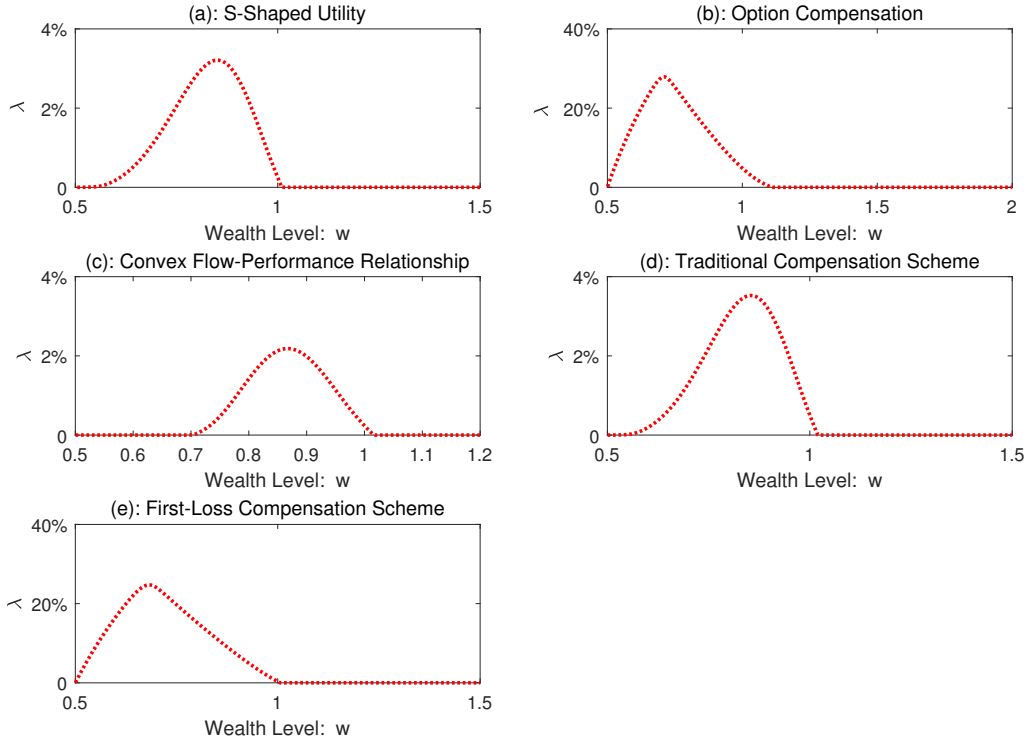 (a): S-Shaped Utility
4%
2%
0
λ
0.5 1 1.5
Wealth Level: w
(b): Option Compensation
40%
20%
0
λ
0.5 1 1.5 2
Wealth Level: w
(c): Convex Flow-Performance Relationship
4%
2%
0
λ
0.5 0.6 0.7 0.8 0.9 1 1.1 1.2
Wealth Level: w
(d): Traditional Compensation Scheme
4%
2%
0
λ
0.5 1 1.5
Wealth Level: w
(e): First-Loss Compensation Scheme
40%
20%
0
λ
0.5 1 1.5
Wealth Level: w